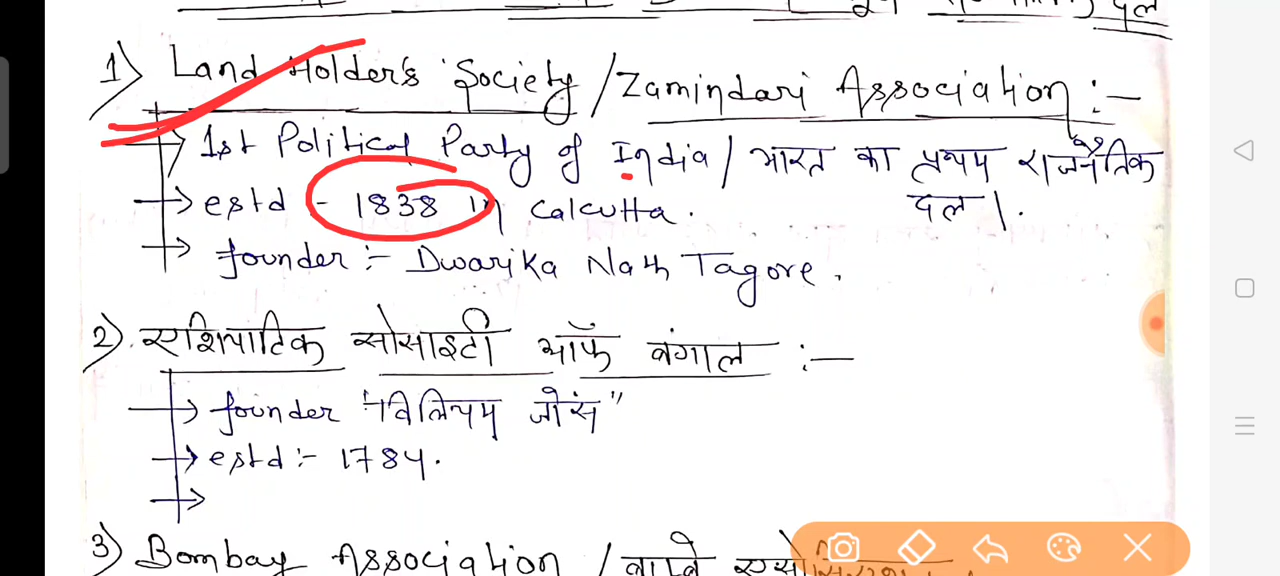 दल
1) Land Holder's Society / Zamindari Association :-
→ 1st Political Party of India / भारत का प्रथम राजनैतिक
दल।
→ estd - 1838 in Calcutta.
→ founder :- Dwarika Nath Tagore.
2) एशियाटिक सोसाइटी ऑफ बंगाल :-
→ founder "विलियम जोंस"
→ estd :- 1784.
→
3) Bombay Association / बाम्बे